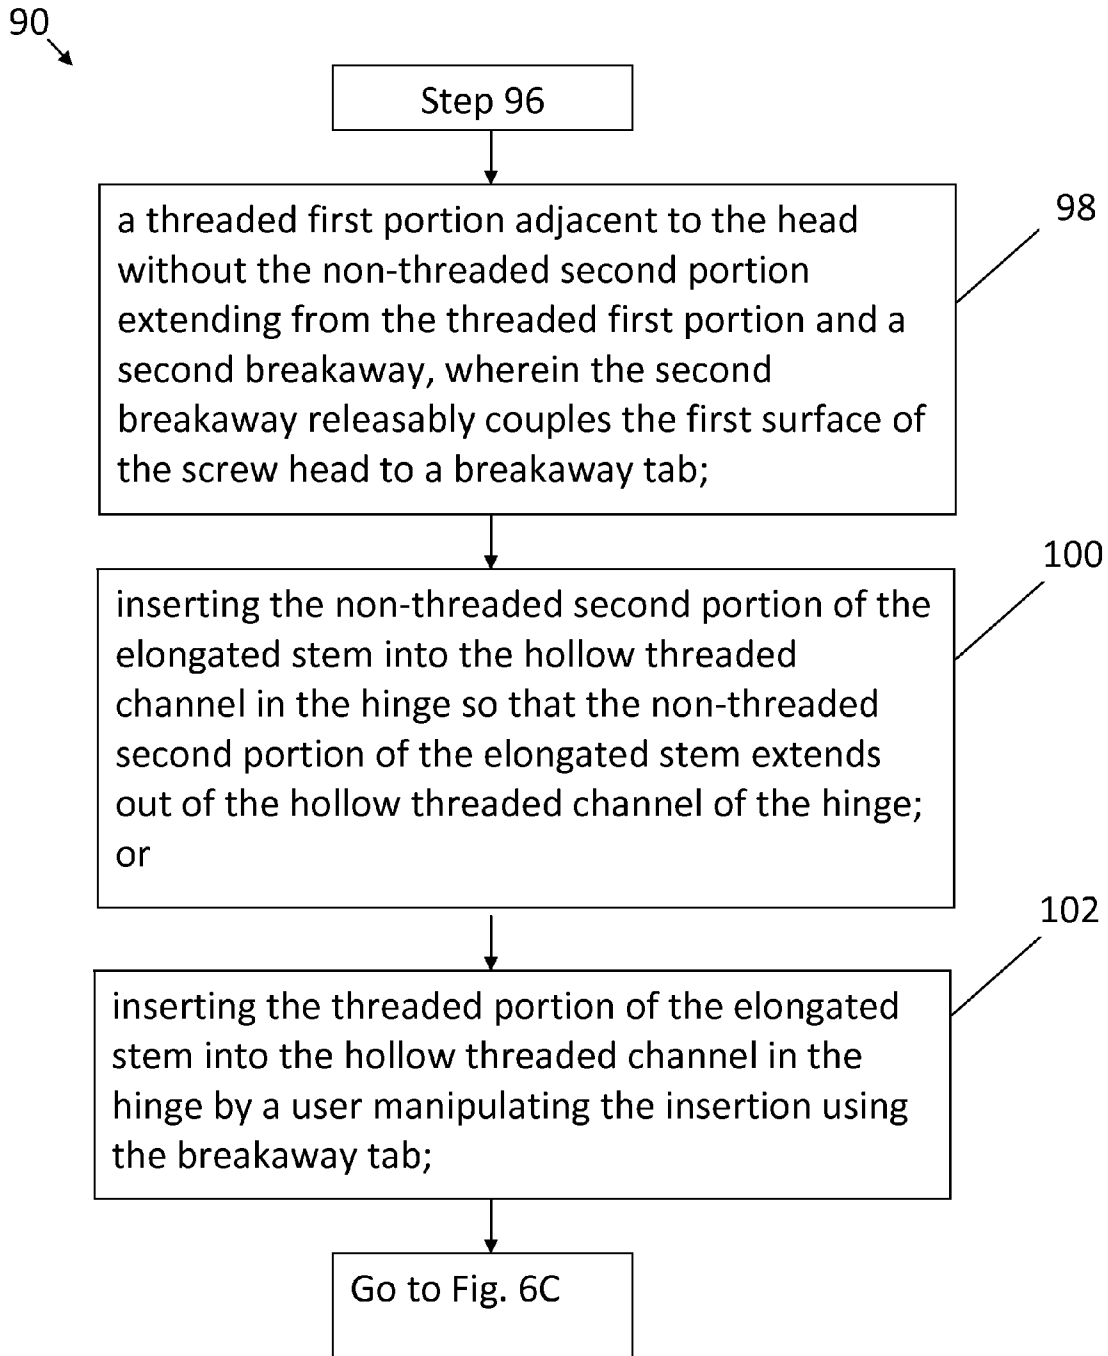 90
Step 96
a threaded first portion adjacent to the head
without the non-threaded second portion
extending from the threaded first portion and a
second breakaway, wherein the second
breakaway releasably couples the first surface of
the screw head to a breakaway tab;
98
inserting the non-threaded second portion of the
elongated stem into the hollow threaded
channel in the hinge so that the non-threaded
second portion of the elongated stem extends
out of the hollow threaded channel of the hinge;
or
100
inserting the threaded portion of the elongated
stem into the hollow threaded channel in the
hinge by a user manipulating the insertion using
the breakaway tab;
102
Go to Fig. 6C